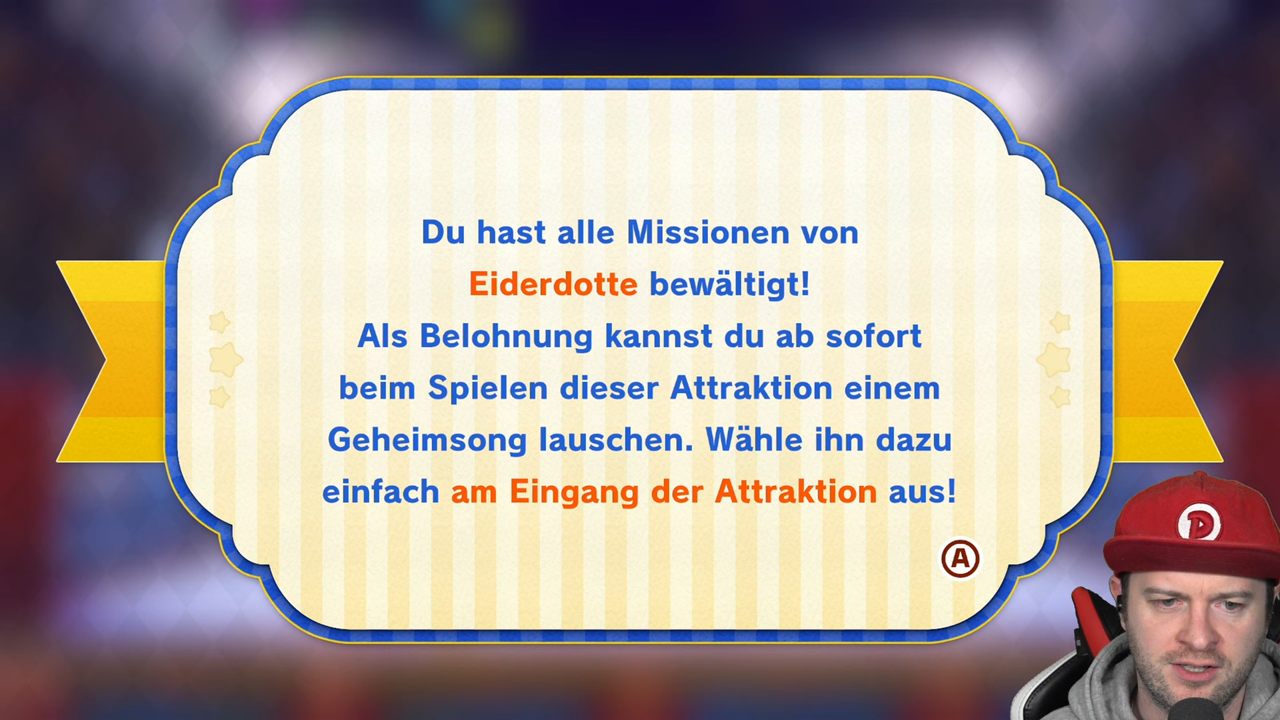 Du hast alle Missionen von
Eiderdotte bewältigt!
Als Belohnung kannst du ab sofort
beim Spielen dieser Attraktion einem
Geheimsong lauschen. Wähle ihn dazu
einfach am Eingang der Attraktion aus!
A
D